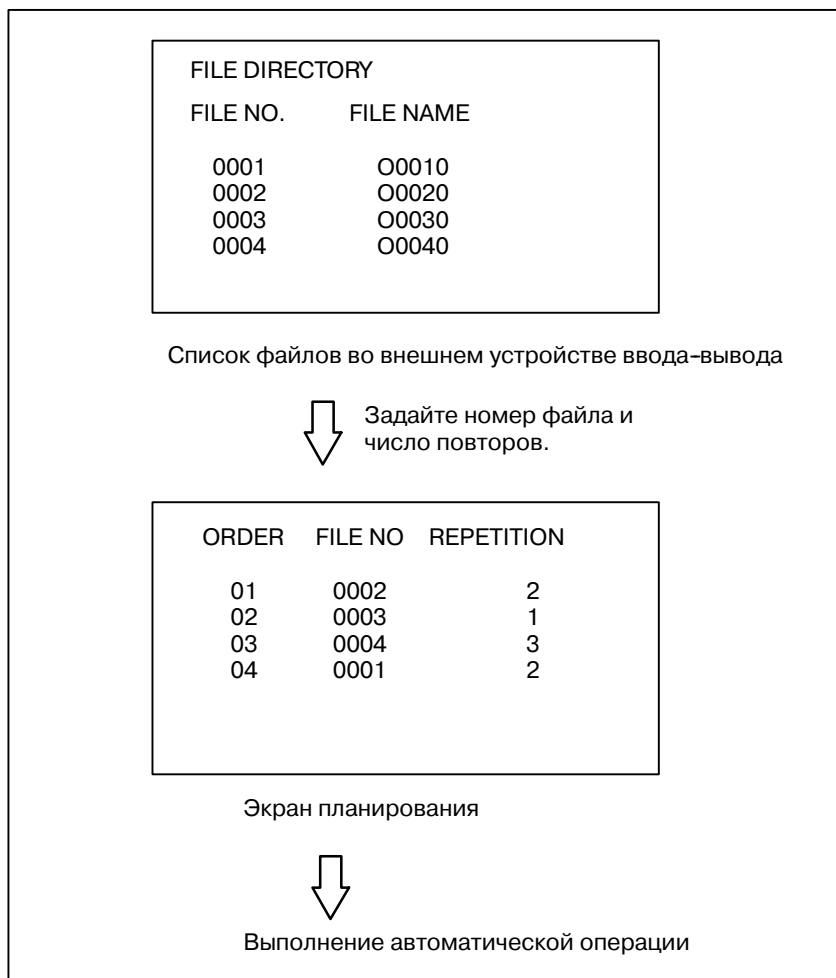 FILE DIRECTORY
FILE NO. FILE NAME
0001 O0010
0002 O0020
0003 O0030
0004 O0040
Список файлов во внешнем устройстве ввода-вывода
Задайте номер файла и
число повторов.
ORDER FILE NO REPETITION
01 0002 2
02 0003 1
03 0004 3
04 0001 2
Экран планирования
Выполнение автоматической операции